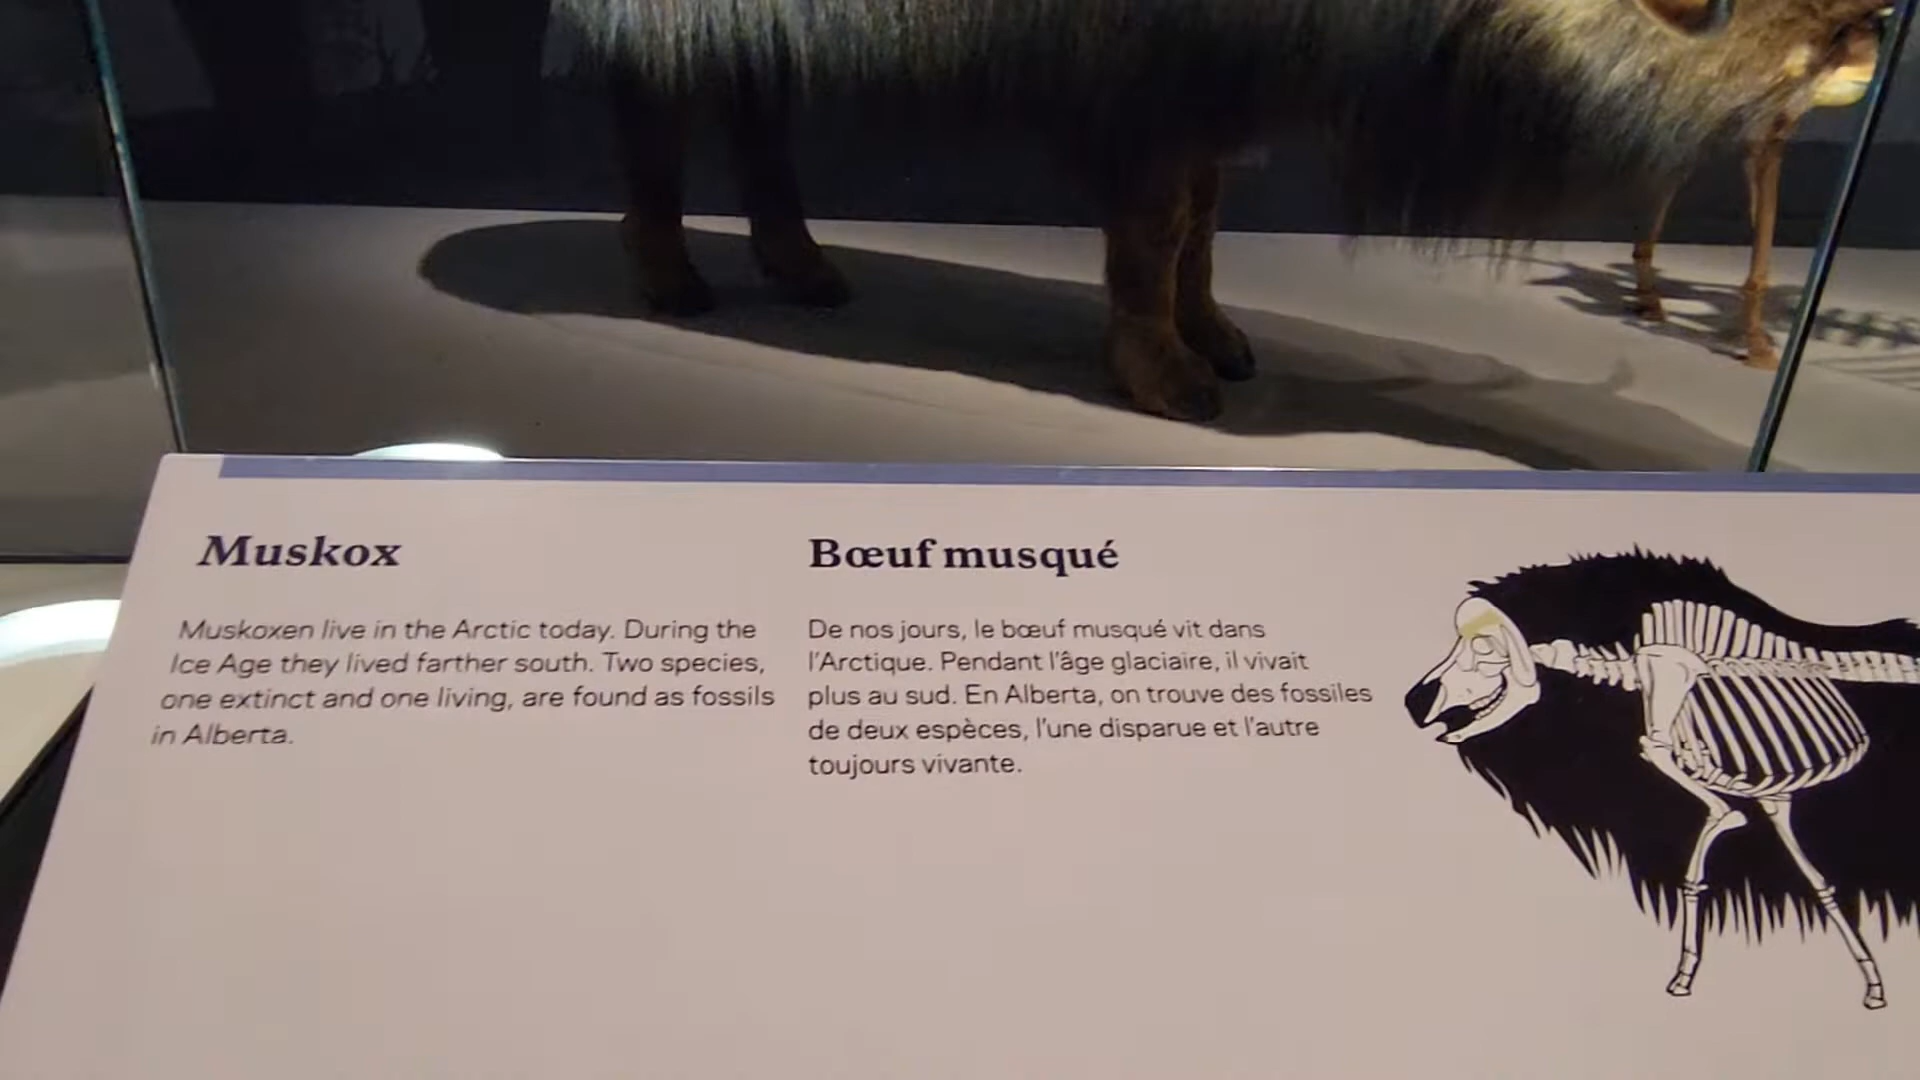 Muskox
Muskoxen live in the Arctic today. During the
Ice Age they lived farther south. Two species,
one extinct and one living, are found as fossils
in Alberta.
Bœuf musqué
De nos jours, le bœuf musqué vit dans
l'Arctique. Pendant l'âge glaciaire, il vivait
plus au sud. En Alberta, on trouve des fossiles
de deux espèces, l'une disparue et l'autre
toujours vivante.